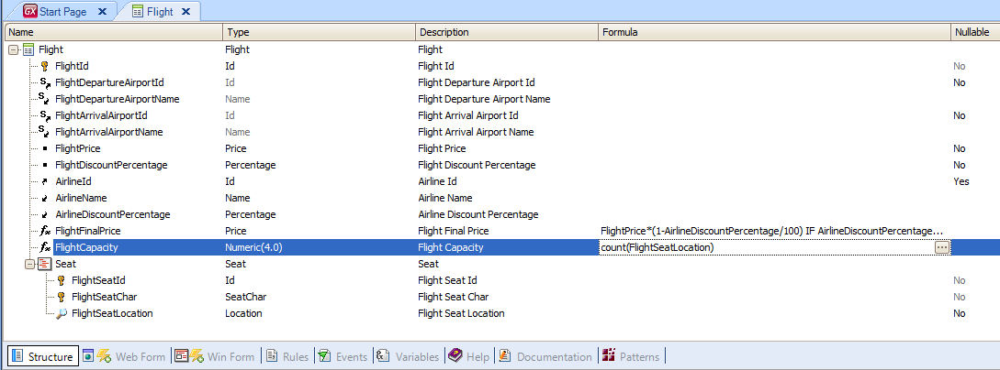 GX Start Page Flight
Name Type Description Formula Nullable
Flight Flight Flight
FlightId Id Flight Id No
FlightDepartureAirportId Id Flight Departure Airport Id No
FlightDepartureAirportName Name Flight Departure Airport Name
FlightArrivalAirportId Id Flight Arrival Airport Id No
FlightArrivalAirportName Name Flight Arrival Airport Name
FlightPrice Price Flight Price No
FlightDiscountPercentage Percentage Flight Discount Percentage No
AirlineId Id Airline Id Yes
AirlineName Name Airline Name
AirlineDiscountPercentage Percentage Airline Discount Percentage
FlightFinalPrice Price Flight Final Price FlightPrice*(1-AirlineDiscountPercentage/100) IF AirlineDiscountPercentage...
FlightCapacity Numeric(4.0) Flight Capacity count(FlightSeatLocation) ...
Seat Seat Seat
FlightSeatId Id Flight Seat Id No
FlightSeatChar SeatChar Flight Seat Char No
FlightSeatLocation Location Flight Seat Location No
Structure Web Form Win Form Rules Events Variables Help Documentation Patterns